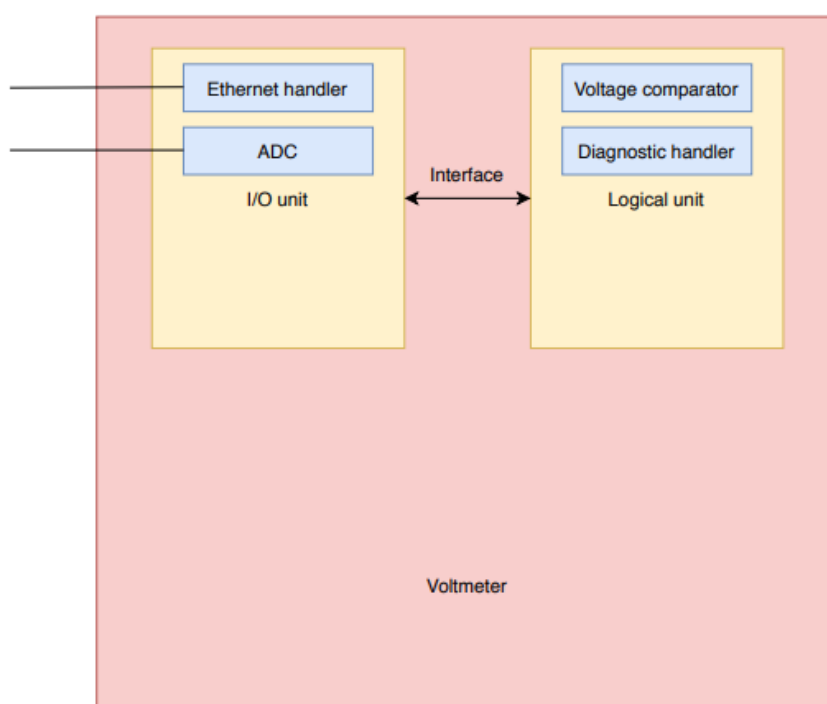 Ethernet handler
ADC
I/O unit
Interface
Voltage comparator
Diagnostic handler
Logical unit
Voltmeter